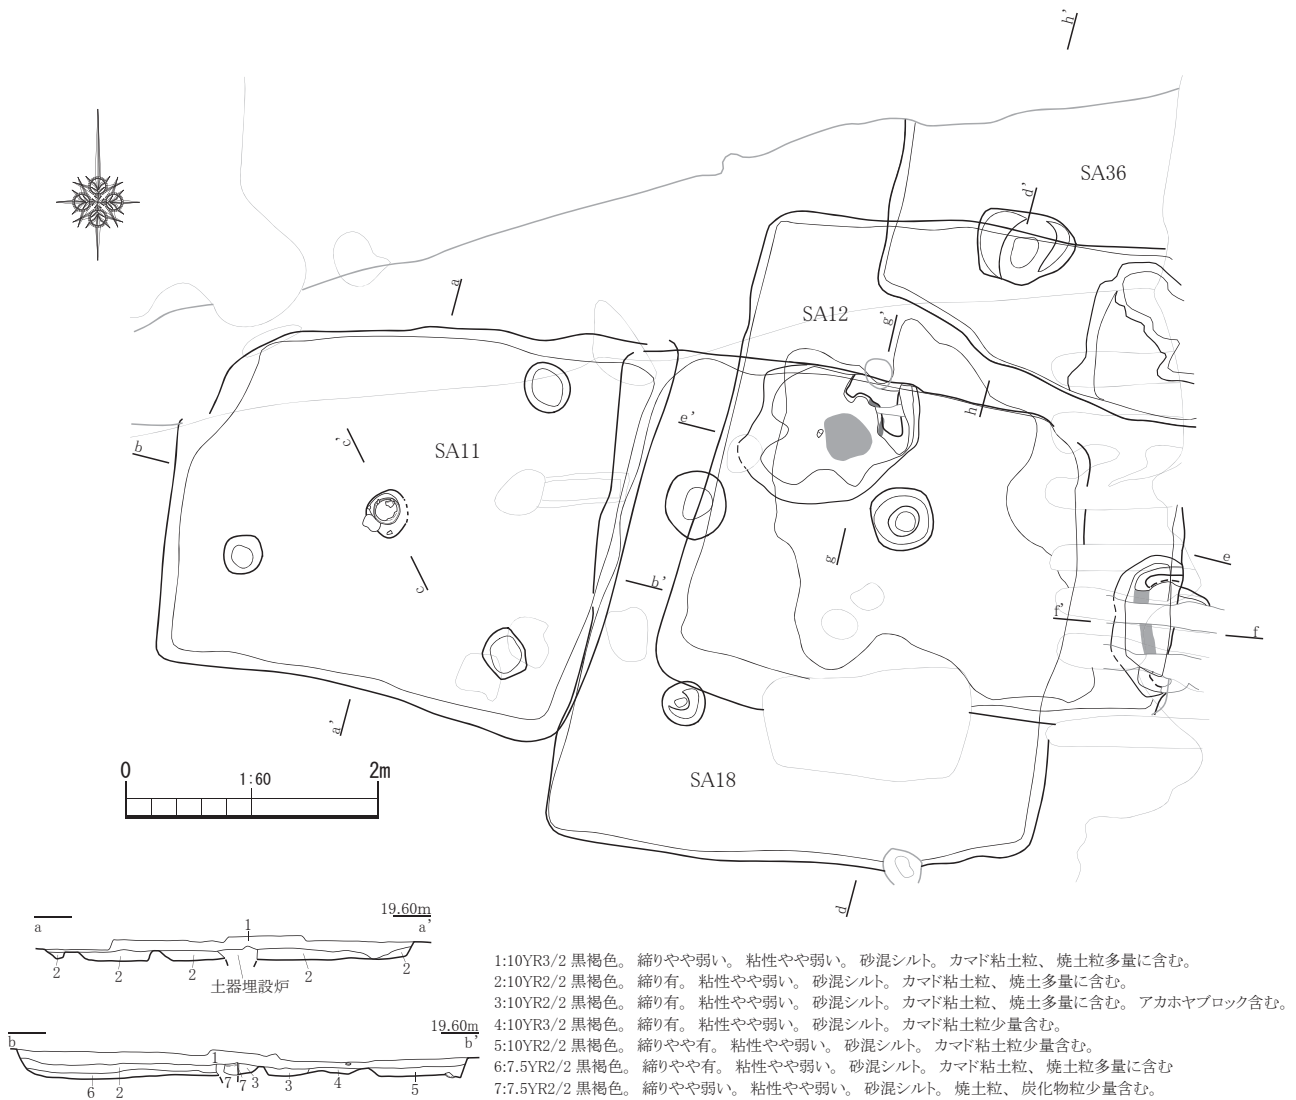 h'
SA36
d'
a
SA12
g'
h
e'
b
c'
SA11
g
e
c
b'
f'
f
a'
0
1:60
2m
SA18
d
19.60m
a
1
a'
2
2
2
2
2
土器埋設炉
19.60m
b
1
b'
6
2
7
7
3
3
4
5
1:10YR3/2 黒褐色。 締りやや弱い。 粘性やや弱い。 砂混シルト。 カマド粘土粒、 焼土粒多量に含む。
2:10YR2/2 黒褐色。 締り有。 粘性やや弱い。 砂混シルト。 カマド粘土粒、 焼土多量に含む。
3:10YR2/2 黒褐色。 締り有。 粘性やや弱い。 砂混シルト。 カマド粘土粒、 焼土多量に含む。 アカホヤブロック含む。
4:10YR3/2 黒褐色。 締り有。 粘性やや弱い。 砂混シルト。 カマド粘土粒少量含む。
5:10YR2/2 黒褐色。 締りやや有。 粘性やや弱い。 砂混シルト。 カマド粘土粒少量含む。
6:7.5YR2/2 黒褐色。 締りやや有。 粘性やや弱い。 砂混シルト。 カマド粘土粒、 焼土粒多量に含む
7:7.5YR2/2 黒褐色。 締りやや弱い。 粘性やや弱い。 砂混シルト。 焼土粒、 炭化物粒少量含む。